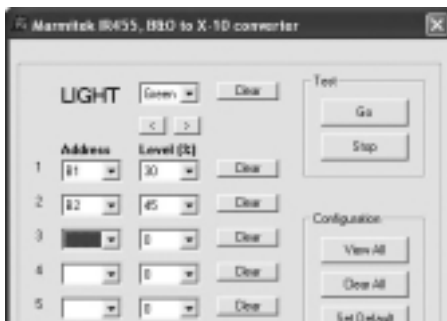 Marmitek IR455, B&O to X-10 converter
LIGHT Green Clear
< >
Address Level (%)
1 B1 30 Clear
2 B2 45 Clear
3 0 Clear
4 0 Clear
5 0 Clear
Test
Go
Stop
Configuration
View All
Clear All
Set Default